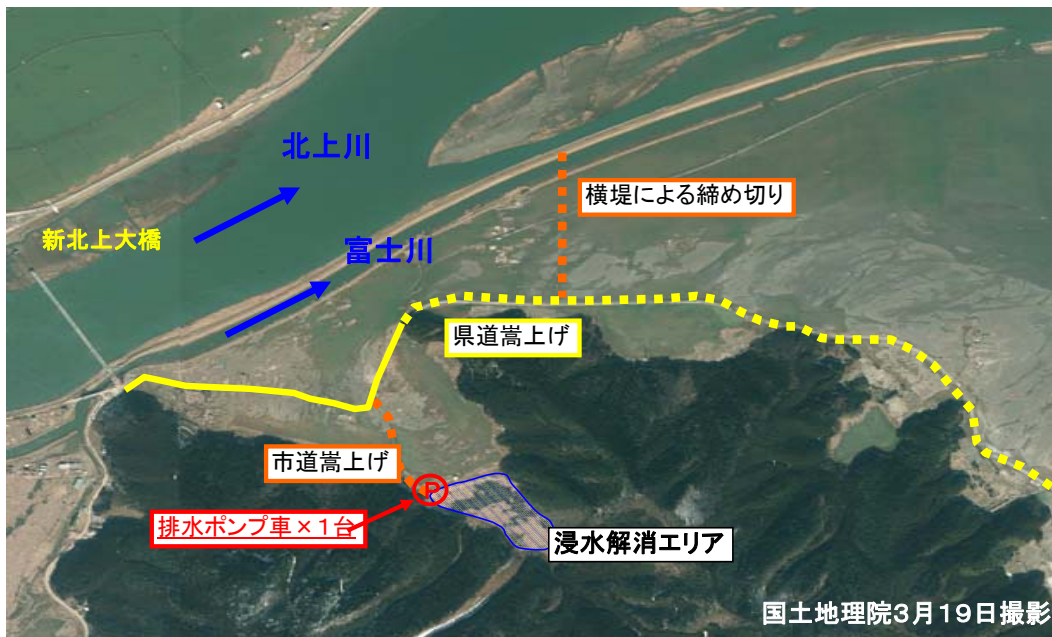 北上川
横堤による締め切り
新北上大橋
富士川
県道嵩上げ
市道嵩上げ
P
排水ポンプ車×1台
浸水解消エリア
国土地理院3月19日撮影